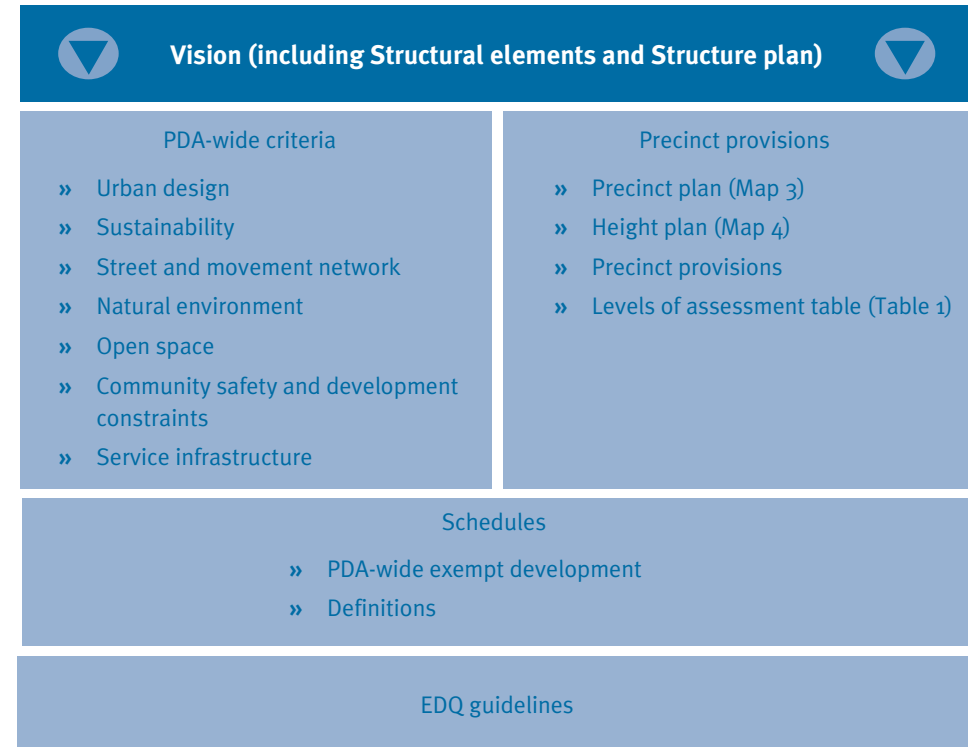 Vision (including Structural elements and Structure plan)
PDA-wide criteria
» Urban design
» Sustainability
» Street and movement network
» Natural environment
» Open space
» Community safety and development
constraints
» Service infrastructure
Precinct provisions
» Precinct plan (Map 3)
» Height plan (Map 4)
» Precinct provisions
» Levels of assessment table (Table 1)
Schedules
» PDA-wide exempt development
» Definitions
EDQ guidelines